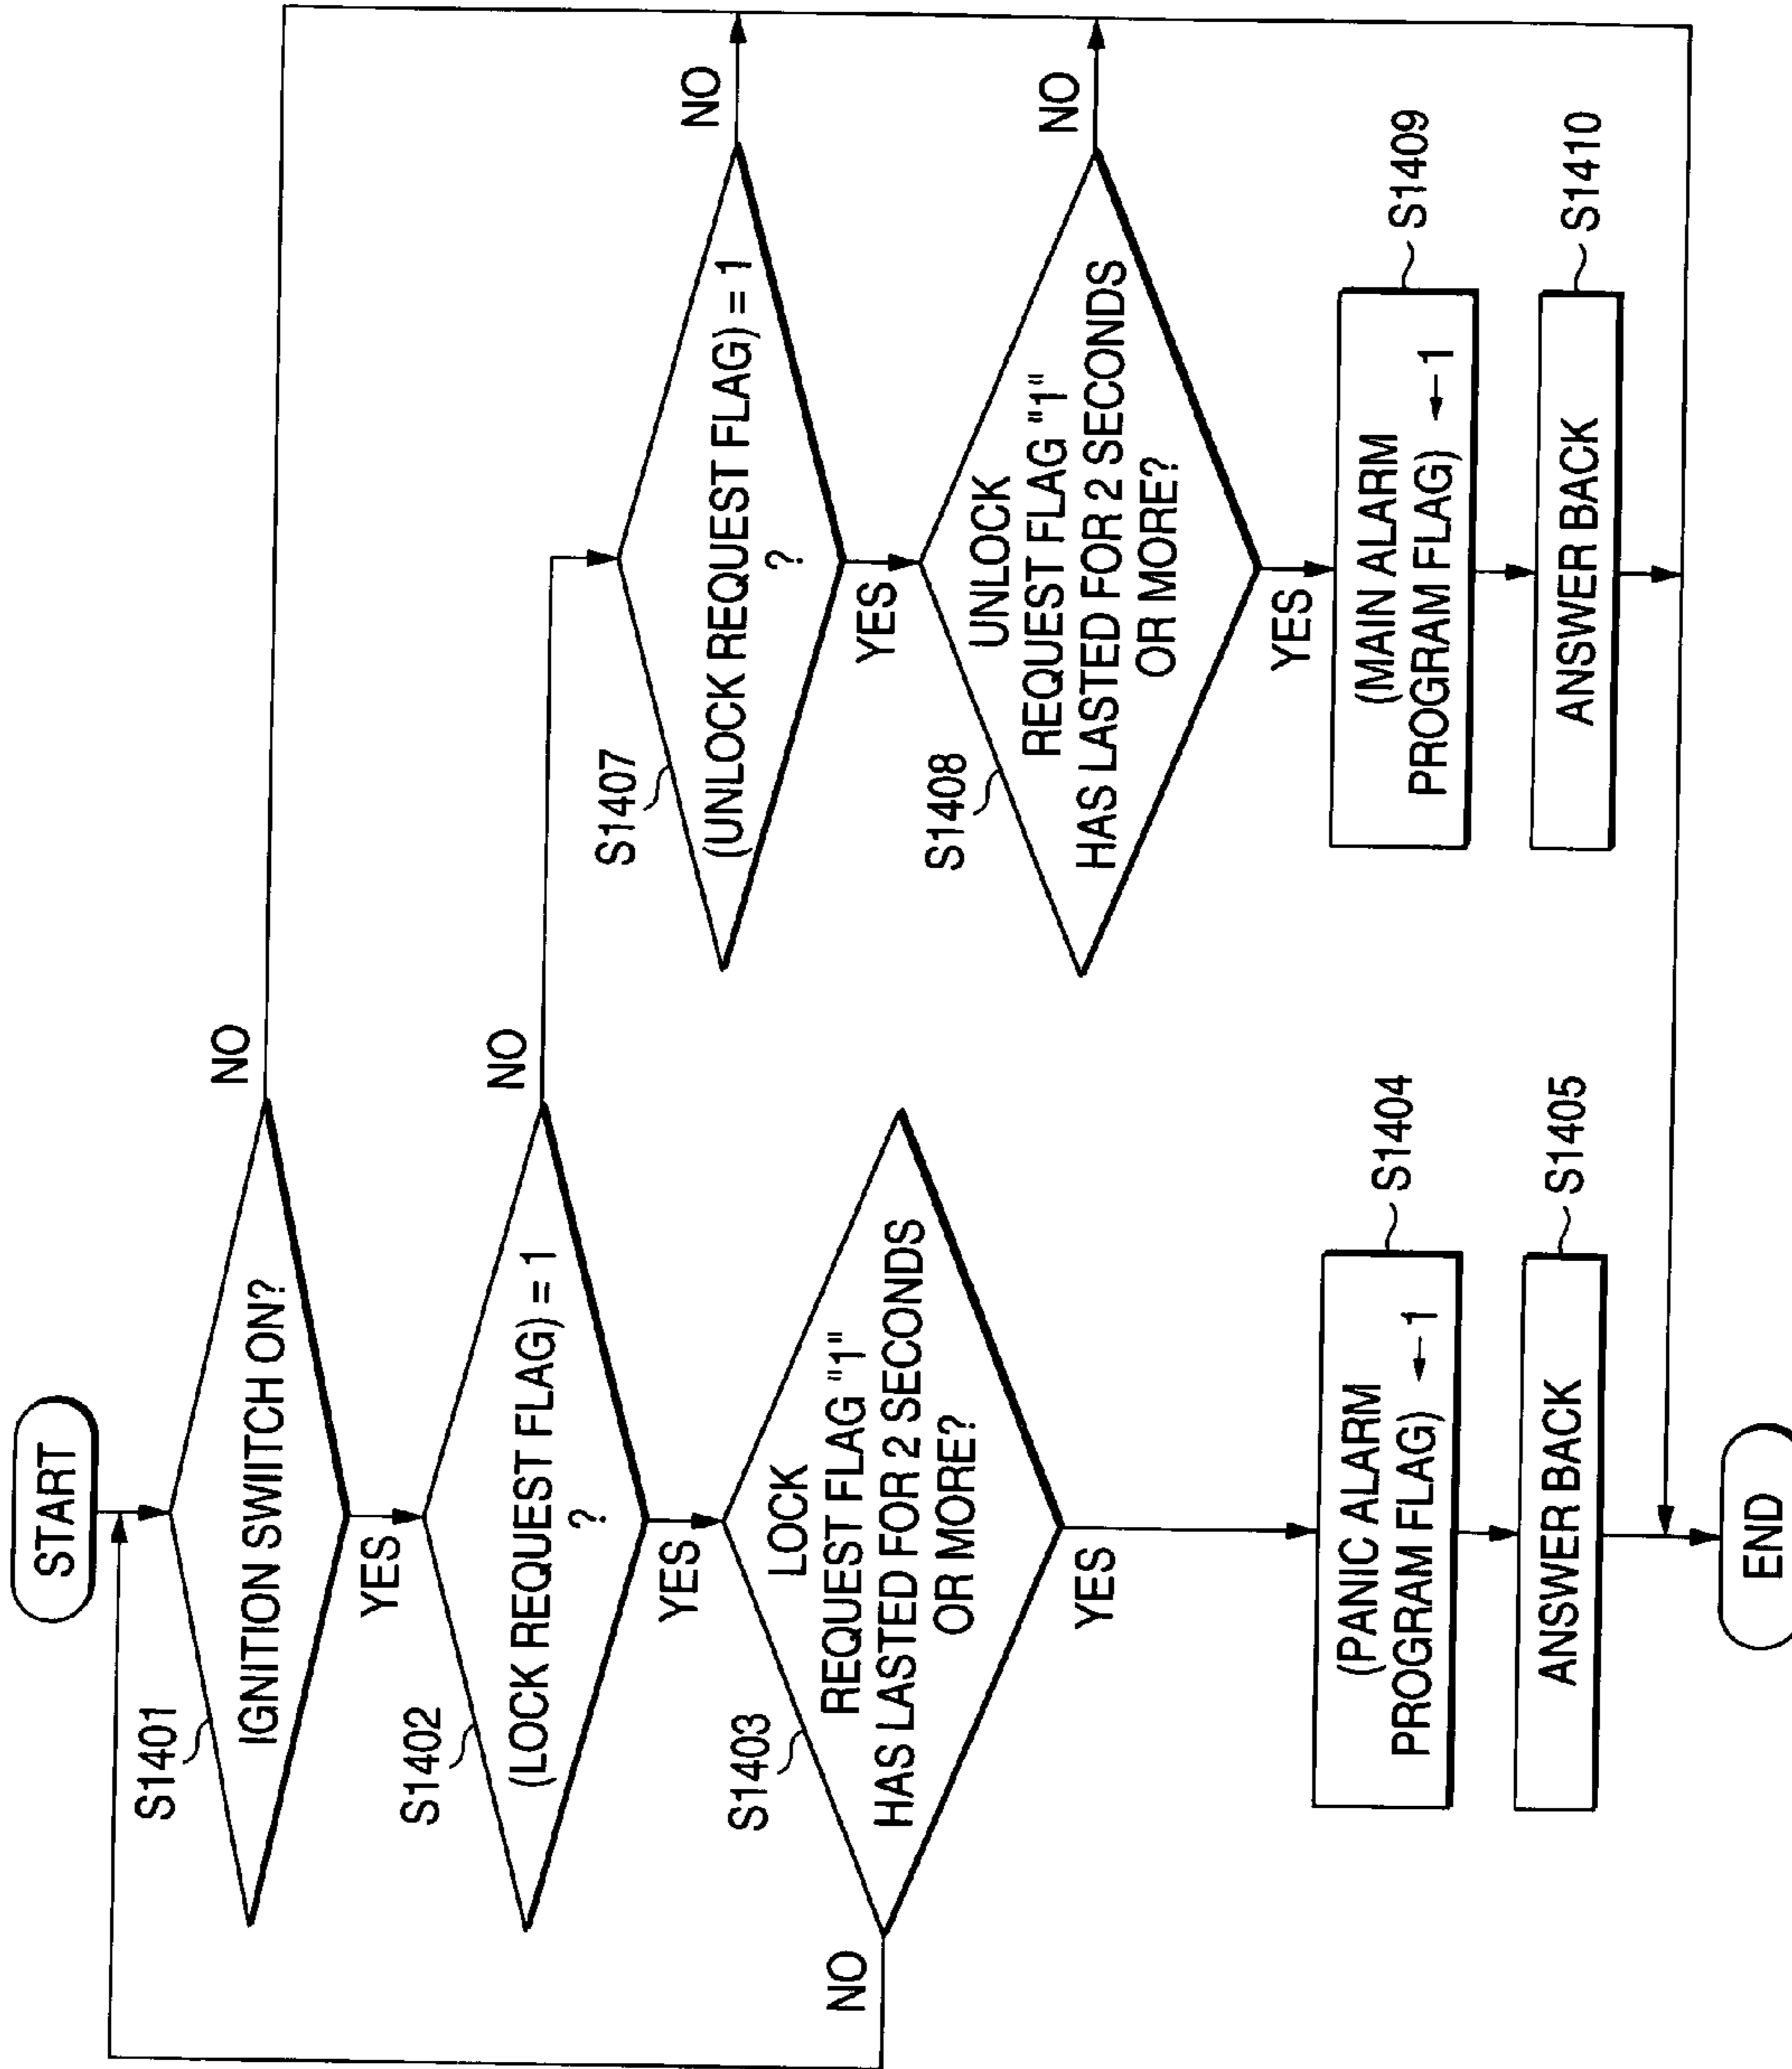 START
S1401
IGNITION SWITCH ON?
NO
YES
S1402
(LOCK REQUEST FLAG) = 1
?
NO
YES
S1403
LOCK
REQUEST FLAG "1"
HAS LASTED FOR 2 SECONDS
OR MORE?
NO
YES
(PANIC ALARM
PROGRAM FLAG) ← 1
S1404
ANSWER BACK
S1405
END
S1407
(UNLOCK REQUEST FLAG) = 1
?
NO
YES
S1408
UNLOCK
REQUEST FLAG "1"
HAS LASTED FOR 2 SECONDS
OR MORE?
NO
YES
(MAIN ALARM
PROGRAM FLAG) ← 1
S1409
ANSWER BACK
S1410